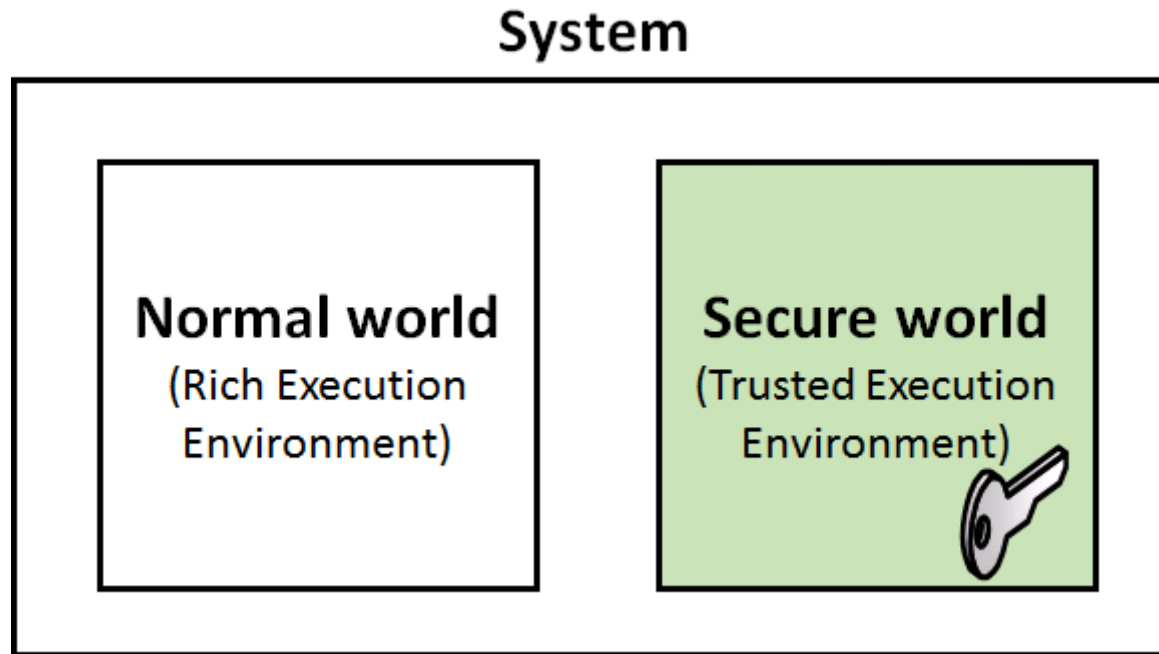 System
Normal world
(Rich Execution
Environment)
Secure world
(Trusted Execution
Environment)